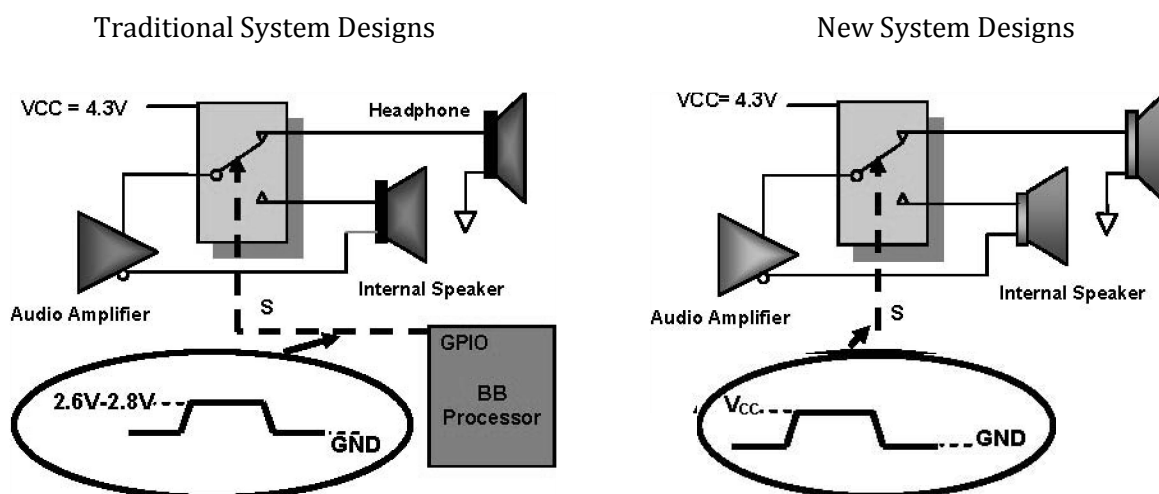 Traditional System Designs
New System Designs
VCC = 4.3V
Headphone
Internal Speaker
Audio Amplifier
S
GPIO
BB
Processor
2.6V-2.8V
GND
VCC= 4.3V
Internal Speaker
Audio Amplifier
S
VCC
GND